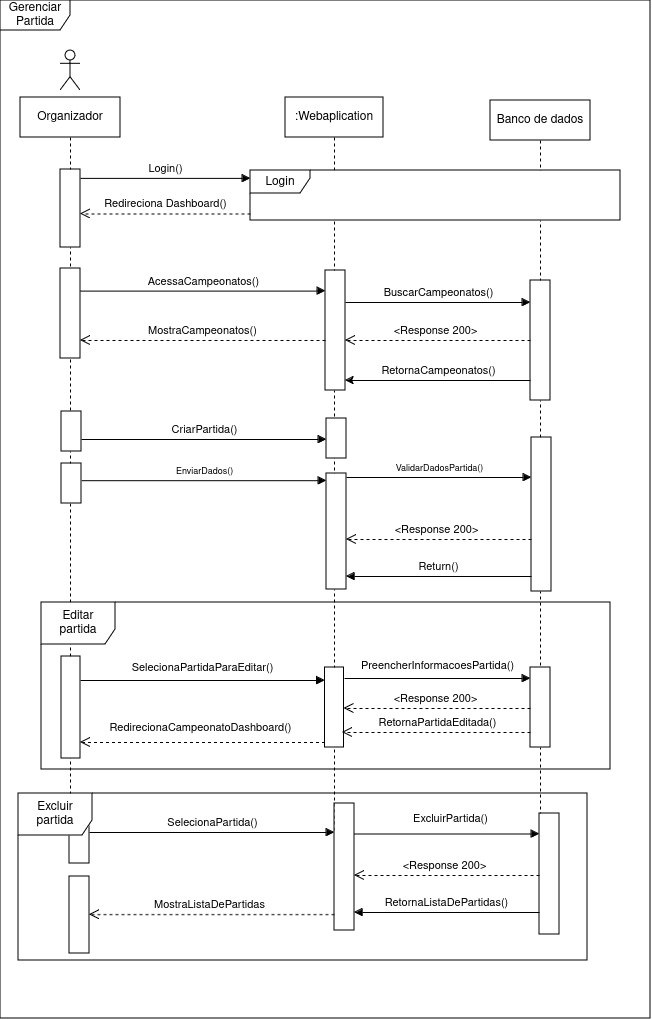 Gerenciar
Partida
Organizador
:Webaplication
Banco de dados
Login()
Login
Redireciona Dashboard()
AcessaCampeonatos()
BuscarCampeonatos()
MostraCampeonatos()
<Response 200>
RetornaCampeonatos()
CriarPartida()
EnviarDados()
ValidarDadosPartida()
<Response 200>
Return()
Editar
partida
SelecionaPartidaParaEditar()
PreencherInformacoesPartida()
<Response 200>
RetornaPartidaEditada()
RedirecionaCampeonatoDashboard()
Excluir
partida
SelecionaPartida()
ExcluirPartida()
<Response 200>
RetornaListaDePartidas()
MostraListaDePartidas